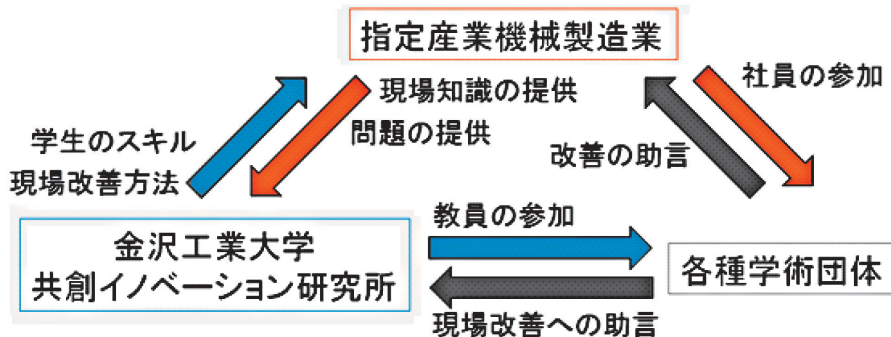 指定産業機械製造業
現場知識の提供
問題の提供
社員の参加
学生のスキル
現場改善方法
改善の助言
教員の参加
金沢工業大学
共創イノベーション研究所
各種学術団体
現場改善への助言